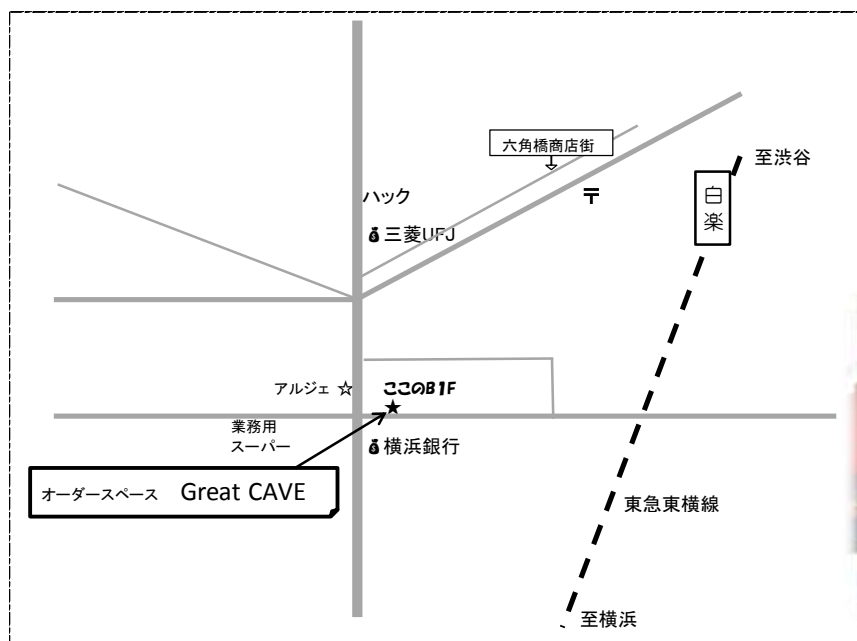 六角橋商店街
至渋谷
白楽
ハック
〒
三菱UFJ
アルジェ ☆
ここのB1F
★
業務用
スーパー
横浜銀行
オーダースペース Great CAVE
東急東横線
至横浜